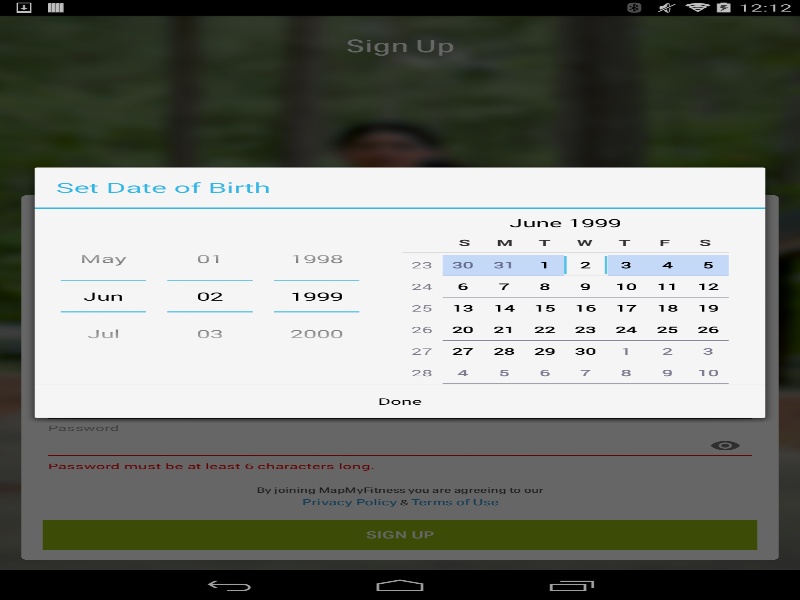 12:12
Sign Up
Set Date of Birth
May 01 1998
Jun 02 1999
Jul 03 2000
June 1999
S M T W T F S
23 30 31 1 2 3 4 5
24 6 7 8 9 10 11 12
25 13 14 15 16 17 18 19
26 20 21 22 23 24 25 26
27 27 28 29 30 1 2 3
28 4 5 6 7 8 9 10
Done
Password
Password must be at least 6 characters long.
By joining MapMyFitness you are agreeing to our
Privacy Policy & Terms of Use
SIGN UP